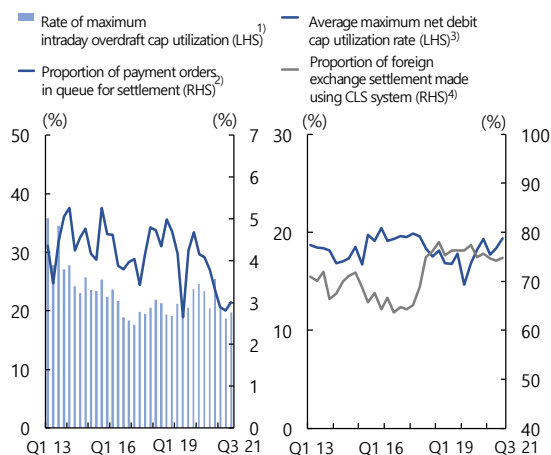 Rate of maximum
intraday overdraft cap utilization (LHS)1)
Proportion of payment orders
in queue for settlement (RHS)2)
(%)
(%)
50
40
30
20
10
0
7
6
5
4
3
2
1
0
Q1 13
Q1 16
Q1 19
Q3 21
Average maximum net debit
cap utilization rate (LHS)3)
Proportion of foreign
exchange settlement made
using CLS system (RHS)4)
(%)
(%)
30
20
10
0
100
90
80
70
60
50
40
Q1 13
Q1 16
Q1 19
Q3 21